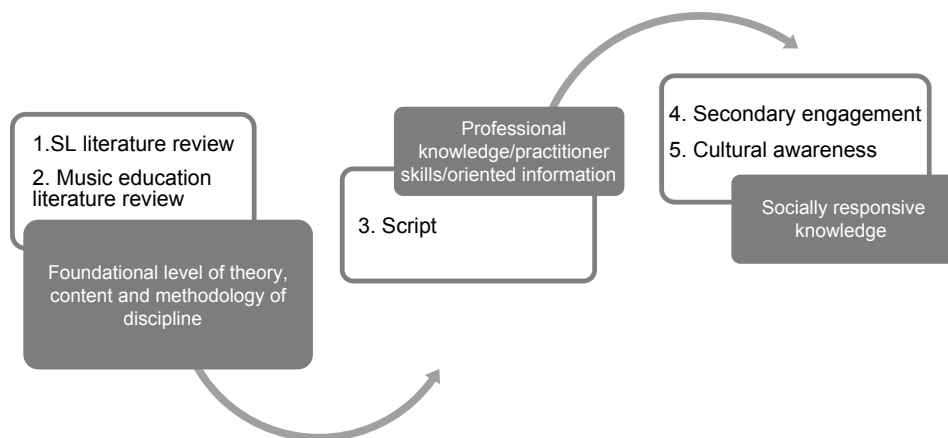 1.SL literature review
2. Music education
literature review
Foundational level of theory,
content and methodology of
discipline
Professional
knowledge/practitioner
skills/oriented information
3. Script
4. Secondary engagement
5. Cultural awareness
Socially responsive
knowledge